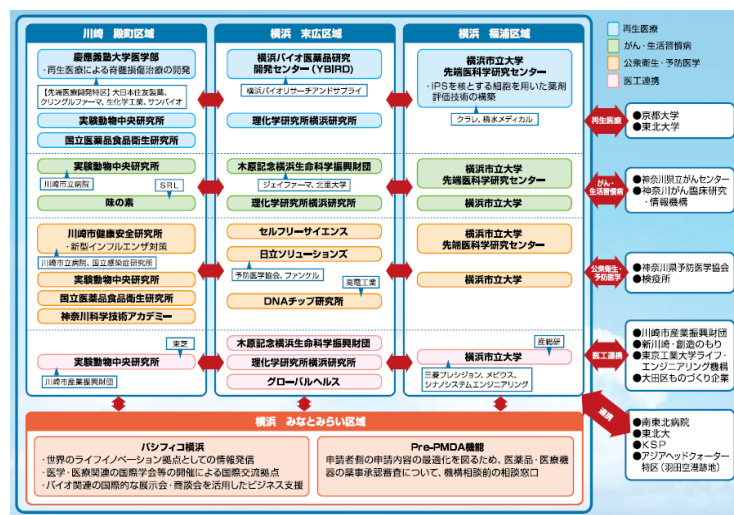 川崎 殿町区域
慶應義塾大学医学部
・再生医療による脊髄損傷治療の開発
【先端医療開発特区】大日本住友製薬、
クリングルファーマ、生化学工業、サンバイオ
実験動物中央研究所
国立医薬品食品衛生研究所
実験動物中央研究所
川崎市立病院
SRL
味の素
川崎市健康安全研究所
・新型インフルエンザ対策
川崎市立病院、国立感染症研究所
実験動物中央研究所
国立医薬品食品衛生研究所
神奈川科学技術アカデミー
東芝
実験動物中央研究所
川崎市産業振興財団
横浜 末広区域
横浜バイオ医薬品研究
開発センター(YBIRD)
横浜バイオリサーチアンドサプライ
理化学研究所横浜研究所
木原記念横浜生命科学振興財団
ジェイファーマ、北里大学
理化学研究所横浜研究所
セルフリーサイエンス
日立ソリューションズ
予防医学協会、ファンケル
高電工業
DNAチップ研究所
木原記念横浜生命科学振興財団
理化学研究所横浜研究所
グローバルヘルス
横浜 福浦区域
横浜市立大学
先端医科学研究センター
・iPSを核とする細胞を用いた薬剤
評価技術の構築
クラレ、積水メディカル
横浜市立大学
先端医科学研究センター
横浜市立大学
横浜市立大学
先端医科学研究センター
横浜市立大学
産総研
横浜市立大学
三菱プレシジョン、メビウス、
シナノシステムエンジニアリング
再生医療
がん・生活習慣病
公衆衛生・予防医学
医工連携
再生医療
●京都大学
●東北大学
がん・
生活習慣病
●神奈川県立がんセンター
●神奈川がん臨床研究
・情報機構
公衆衛生・
予防医学
●神奈川県予防医学協会
●検疫所
医工連携
●川崎市産業振興財団
●新川崎・創造のもり
●東京工業大学ライフ・
エンジニアリング機構
●大田区ものづくり企業
連携
●南東北病院
●東北大
●KSP
●アジアヘッドクォーター
特区(羽田空港跡地)
横浜 みなとみらい区域
パシフィコ横浜
・世界のライフイノベーション拠点としての情報発信
・医学・医療関連の国際学会等の開催による国際交流拠点
・バイオ関連の国際的な展示会・商談会を活用したビジネス支援
Pre-PMDA機能
申請者側の申請内容の最適化を図るため、医薬品・医療機
器の薬事承認審査について、機構相談前の相談窓口